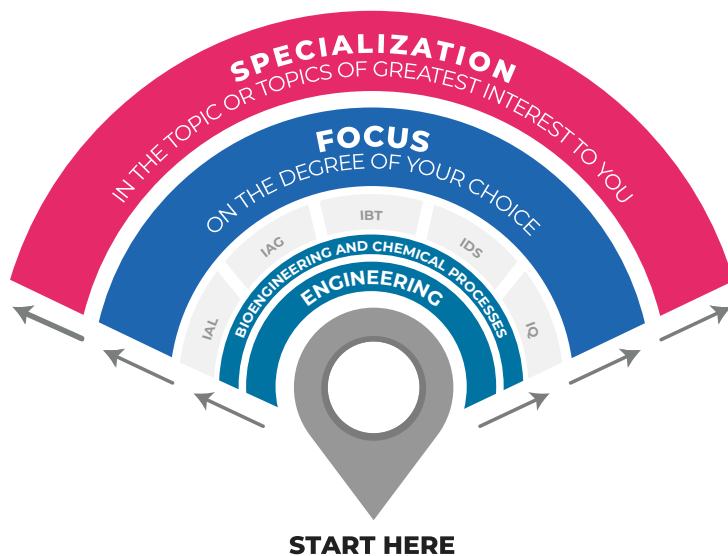 SPECIALIZATION
IN THE TOPIC OR TOPICS OF GREATEST INTEREST TO YOU
FOCUS
ON THE DEGREE OF YOUR CHOICE
IAL
IAG
IBT
IDS
IQ
BIOENGINEERING AND CHEMICAL PROCESSES
ENGINEERING
START HERE